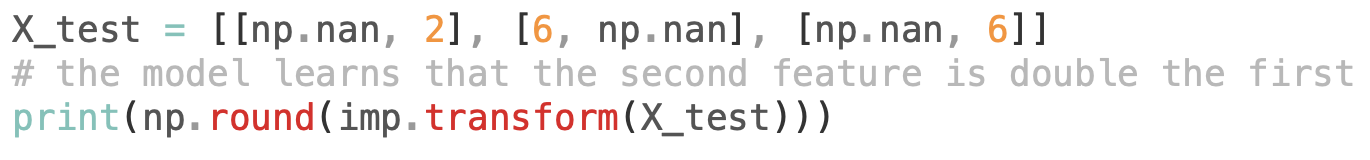 X_test = [[np.nan, 2], [6, np.nan], [np.nan, 6]]
# the model learns that the second feature is double the first
print(np.round(imp.transform(X_test)))